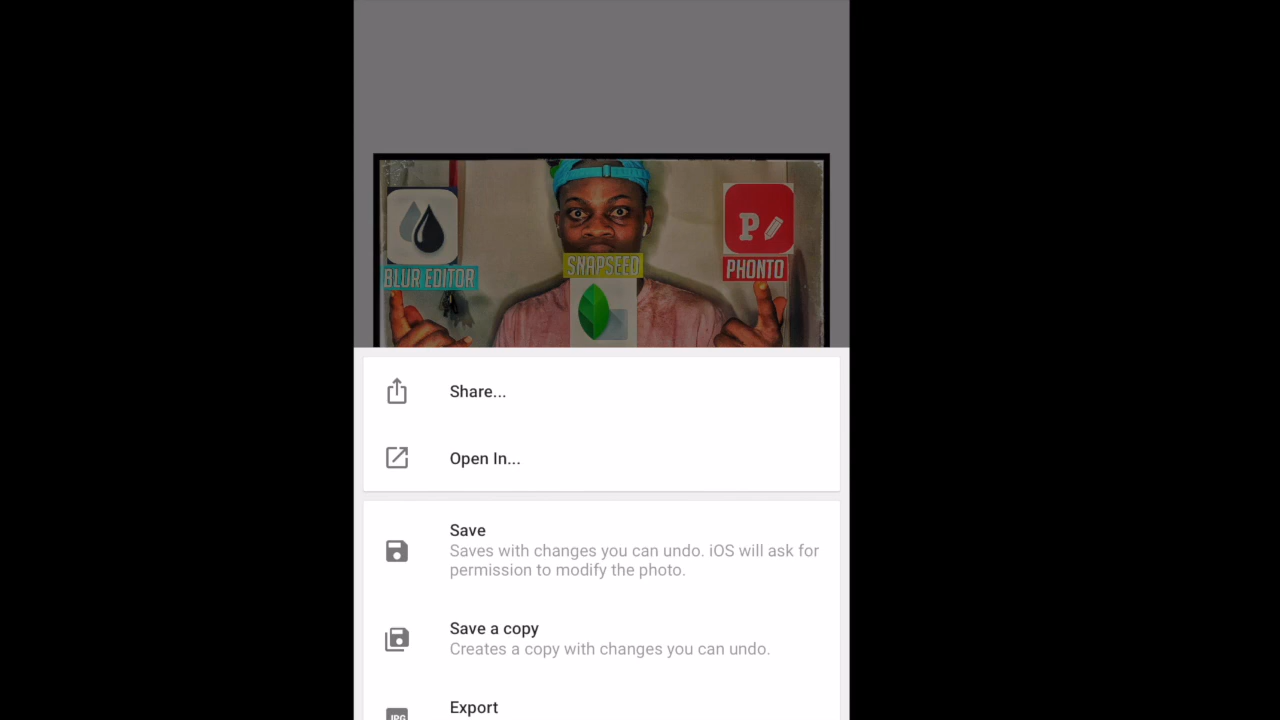 SNAPSEED
PHONTO
BLUR EDITOR
Share...
Open In...
Save
Saves with changes you can undo. iOS will ask for
permission to modify the photo.
Save a copy
Creates a copy with changes you can undo.
Export
JPG